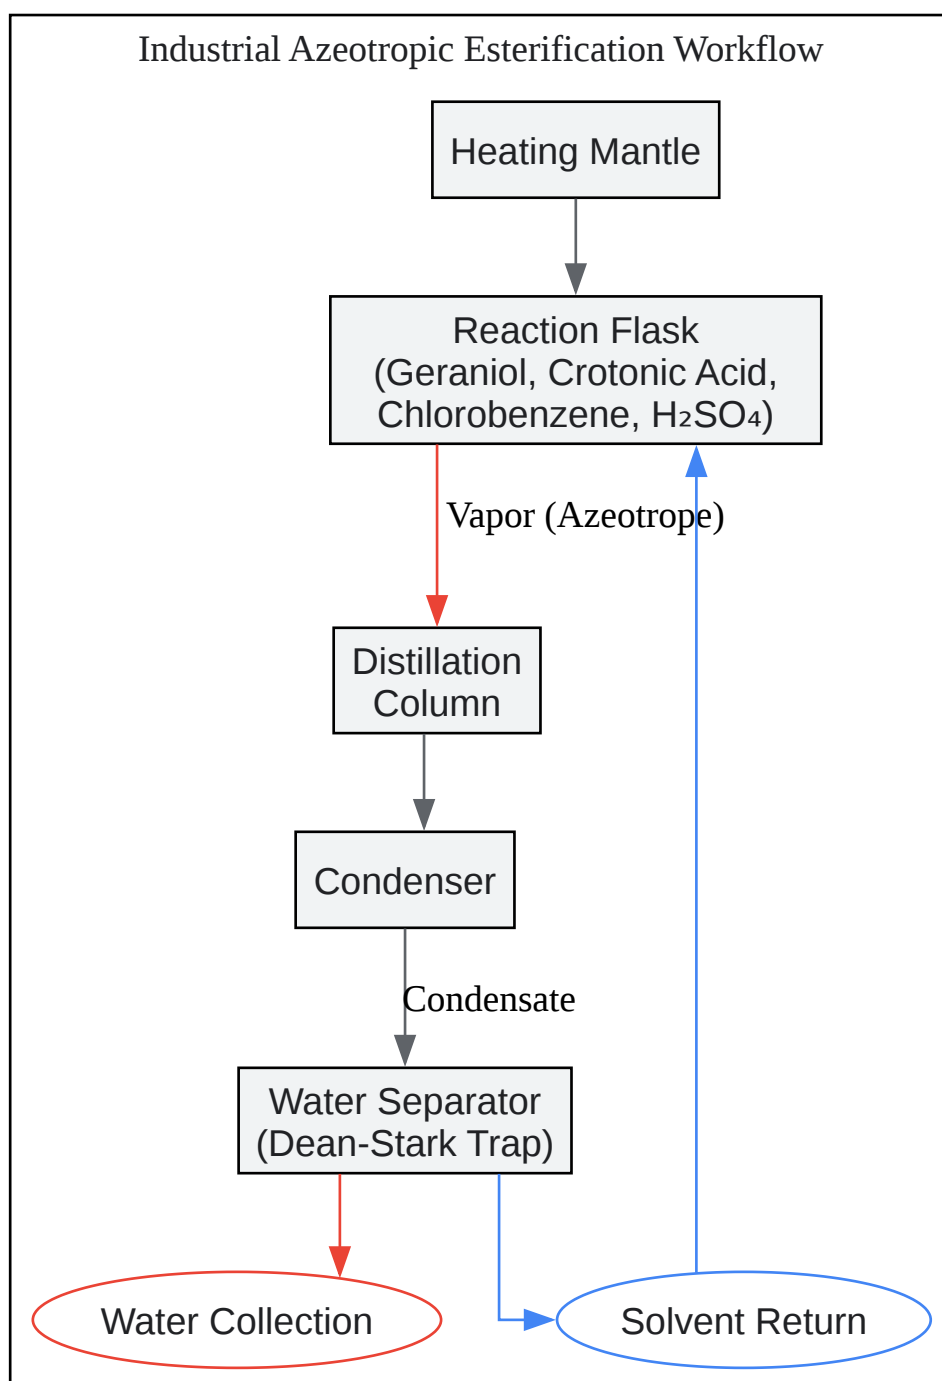 Industrial Azeotropic Esterification Workflow
Heating Mantle
Reaction Flask
(Geraniol, Crotonic Acid,
Chlorobenzene, H₂SO₄)
Vapor (Azeotrope)
Distillation
Column
Condenser
Condensate
Water Separator
(Dean-Stark Trap)
Water Collection
Solvent Return